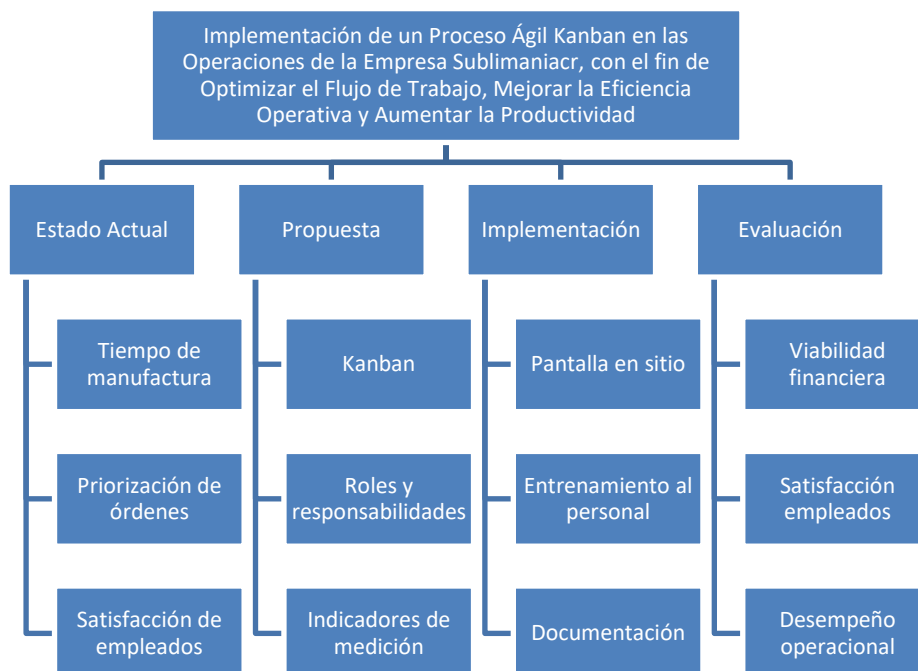 Implementación de un Proceso Ágil Kanban en las
Operaciones de la Empresa Sublimaniacr, con el fin de
Optimizar el Flujo de Trabajo, Mejorar la Eficiencia
Operativa y Aumentar la Productividad
Estado Actual
Tiempo de
manufactura
Priorización de
órdenes
Satisfacción de
empleados
Propuesta
Kanban
Roles y
responsabilidades
Indicadores de
medición
Implementación
Pantalla en sitio
Entrenamiento al
personal
Documentación
Evaluación
Viabilidad
financiera
Satisfacción
empleados
Desempeño
operacional